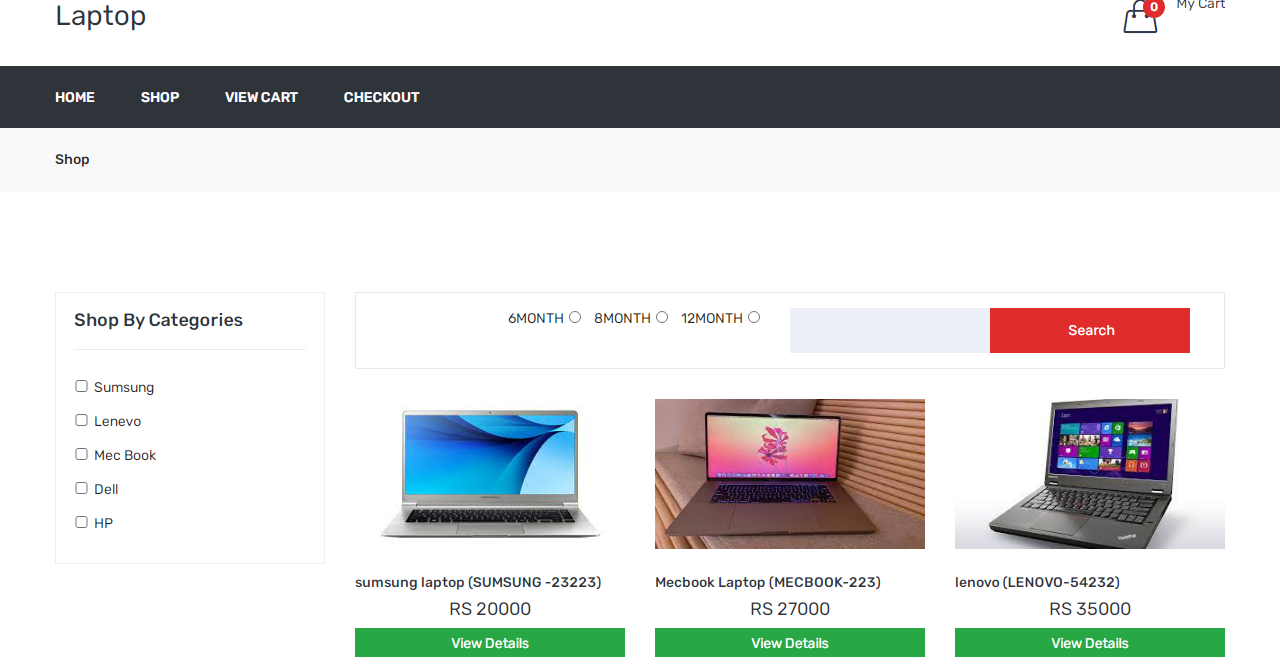 Laptop
0
My Cart
HOME SHOP VIEW CART CHECKOUT
Shop
Shop By Categories
Sumsung
Lenevo
Mec Book
Dell
HP
6MONTH 8MONTH 12MONTH
Search
sumsung laptop (SUMSUNG -23223)
RS 20000
View Details
Mecbook Laptop (MECBOOK-223)
RS 27000
View Details
lenovo (LENOVO-54232)
RS 35000
View Details